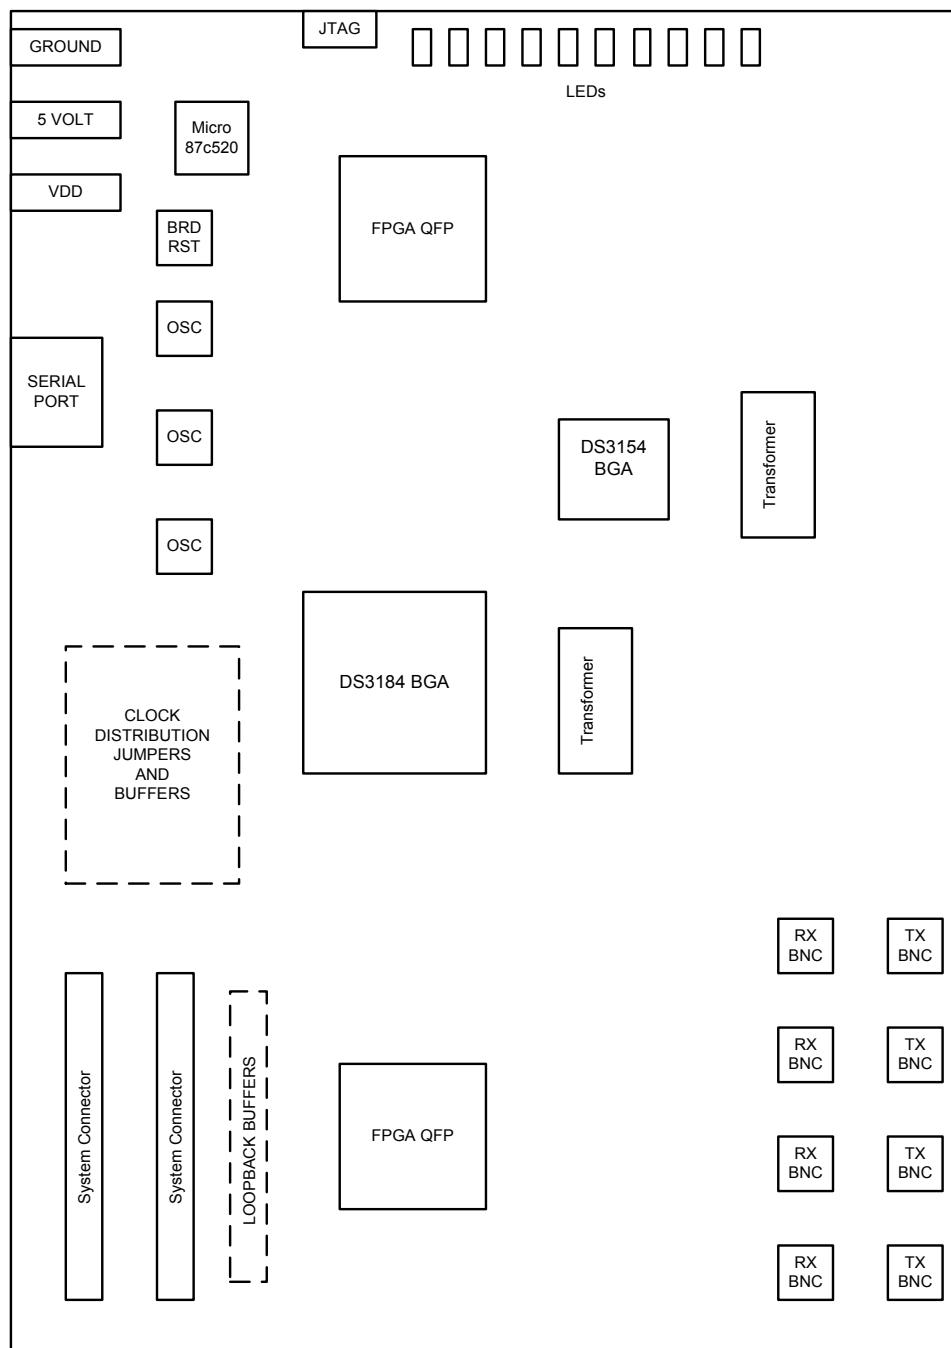 JTAG
GROUND
LEDs
5 VOLT
Micro
87c520
VDD
BRD
RST
FPGA QFP
OSC
SERIAL
PORT
OSC
DS3154
BGA
Transformer
OSC
DS3184 BGA
Transformer
CLOCK
DISTRIBUTION
JUMPERS
AND
BUFFERS
RX
BNC
TX
BNC
System Connector
System Connector
LOOPBACK BUFFERS
FPGA QFP
RX
BNC
TX
BNC
RX
BNC
TX
BNC
RX
BNC
TX
BNC